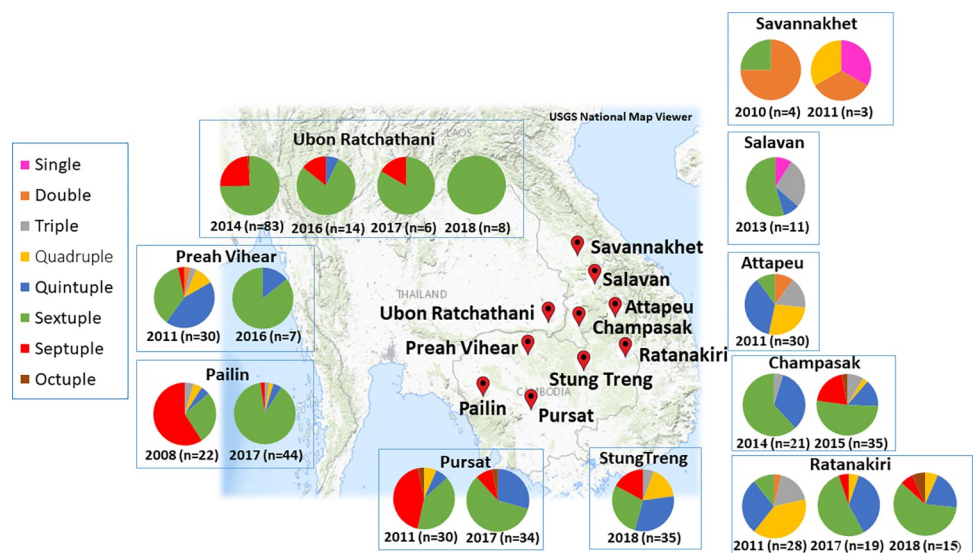 Savannakhet
2010 (n=4) 2011 (n=3)
USGS National Map Viewer
LAOS
Ubon Ratchathani
2014 (n=83) 2016 (n=14) 2017 (n=6) 2018 (n=8)
Single
Double
Triple
Quadruple
Quintuple
Sextuple
Septuple
Octuple
Salavan
2013 (n=11)
Preah Vihear
2011 (n=30) 2016 (n=7)
Savannakhet
Salavan
THAILAND
Attapeu
Ubon Ratchathani
Champasak
Preah Vihear
Ratanakiri
Stung Treng
CAMBODIA
Pailin
Pursat
Attapeu
2011 (n=30)
Pailin
2008 (n=22) 2017 (n=44)
Champasak
2014 (n=21) 2015 (n=35)
Pursat
2011 (n=30) 2017 (n=34)
StungTreng
2018 (n=35)
Ratanakiri
2011 (n=28) 2017 (n=19) 2018 (n=15)